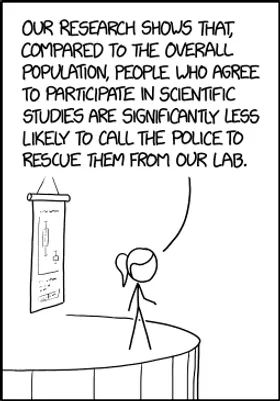 OUR RESEARCH SHOWS THAT,
COMPARED TO THE OVERALL
POPULATION, PEOPLE WHO AGREE
TO PARTICIPATE IN SCIENTIFIC
STUDIES ARE SIGNIFICANTLY LESS
LIKELY TO CALL THE POLICE TO
RESCUE THEM FROM OUR LAB.